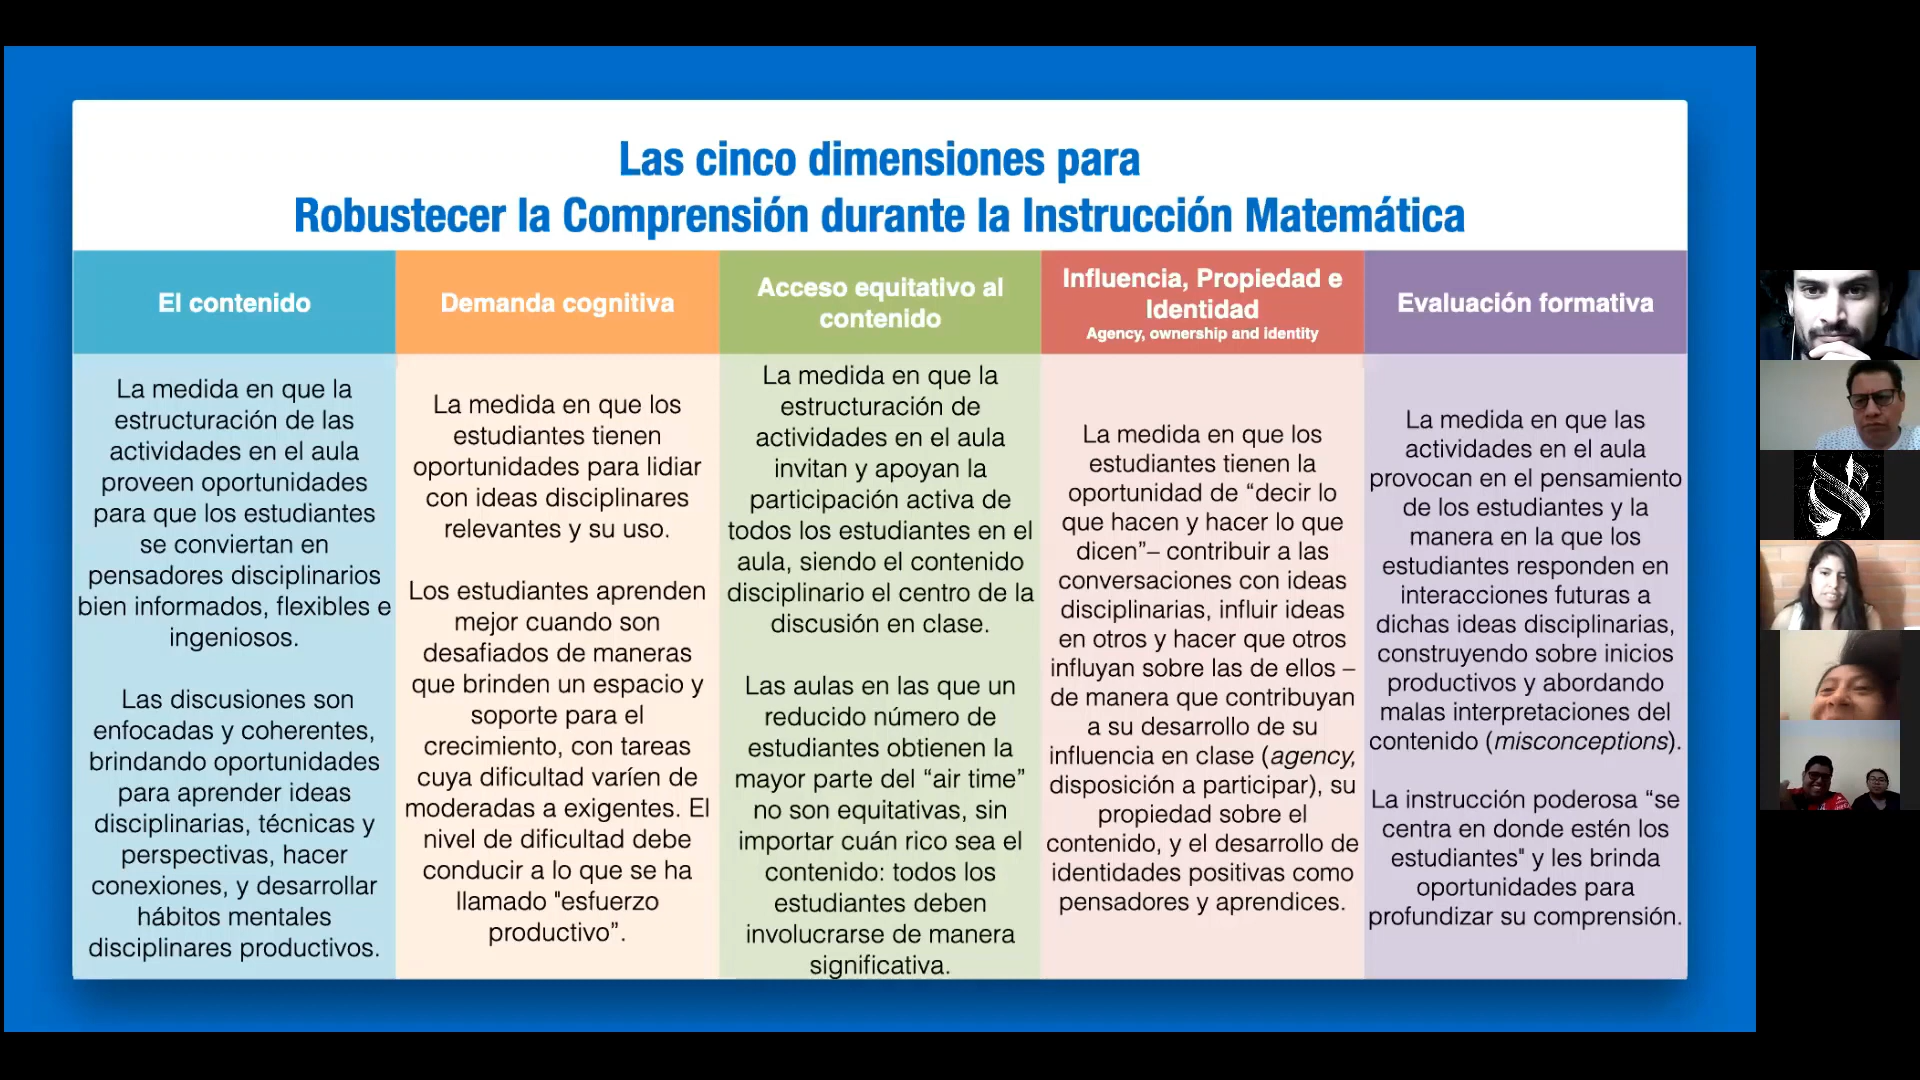 Las cinco dimensiones para
Robustecer la Comprensión durante la Instrucción Matemática
El contenido
La medida en que la
estructuración de las
actividades en el aula
proveen oportunidades
para que los estudiantes
se conviertan en
pensadores disciplinarios
bien informados, flexibles e
ingeniosos.
Las discusiones son
enfocadas y coherentes,
brindando oportunidades
para aprender ideas
disciplinarias, técnicas y
perspectivas, hacer
conexiones, y desarrollar
hábitos mentales
disciplinares productivos.
Demanda cognitiva
La medida en que los
estudiantes tienen
oportunidades para lidiar
con ideas disciplinares
relevantes y su uso.
Los estudiantes aprenden
mejor cuando son
desafiados de maneras
que brinden un espacio y
soporte para el
crecimiento, con tareas
cuya dificultad varíen de
moderadas a exigentes. El
nivel de dificultad debe
conducir a lo que se ha
llamado "esfuerzo
productivo”.
Acceso equitativo al
contenido
La medida en que la
estructuración de
actividades en el aula
invitan y apoyan la
participación activa de
todos los estudiantes en el
aula, siendo el contenido
disciplinario el centro de la
discusión en clase.
Las aulas en las que un
reducido número de
estudiantes obtienen la
mayor parte del “air time”
no son equitativas, sin
importar cuán rico sea el
contenido: todos los
estudiantes deben
involucrarse de manera
significativa.
Influencia, Propiedad e
Identidad
Agency, ownership and identity
La medida en que los
estudiantes tienen la
oportunidad de “decir lo
que hacen y hacer lo que
dicen”– contribuir a las
conversaciones con ideas
disciplinarias, influir ideas
en otros y hacer que otros
influyan sobre las de ellos –
de manera que contribuyan
a su desarrollo de su
influencia en clase (agency,
disposición a participar), su
propiedad sobre el
contenido, y el desarrollo de
identidades positivas como
pensadores y aprendices.
Evaluación formativa
La medida en que las
actividades en el aula
provocan en el pensamiento
de los estudiantes y la
manera en la que los
estudiantes responden en
interacciones futuras a
dichas ideas disciplinarias,
construyendo sobre inicios
productivos y abordando
malas interpretaciones del
contenido (misconceptions).
La instrucción poderosa “se
centra en donde estén los
estudiantes" y les brinda
oportunidades para
profundizar su comprensión.